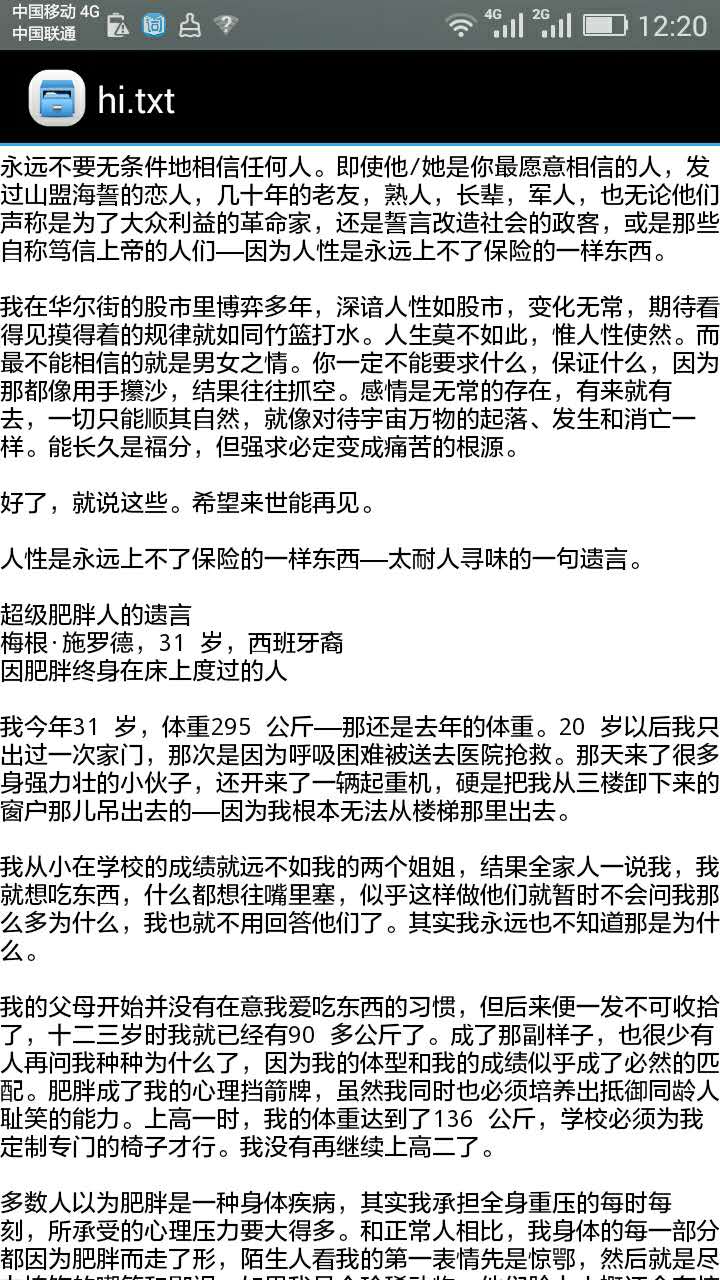 中国移动 4G
中国联通
4G
2G
12:20
hi.txt
永远不要无条件地相信任何人。即使他/她是你最愿意相信的人，发
过山盟海誓的恋人，几十年的老友，熟人，长辈，军人，也无论他们
声称是为了大众利益的革命家，还是誓言改造社会的政客，或是那些
自称笃信上帝的人们——因为人性是永远上不了保险的一样东西。
我在华尔街的股市里博弈多年，深谙人性如股市，变化无常，期待看
得见摸得着的规律就如同竹篮打水。人生莫不如此，惟人性使然。而
最不能相信的就是男女之情。你一定不能要求什么，保证什么，因为
那都像用手攥沙，结果往往抓空。感情是无常的存在，有来就有
去，一切只能顺其自然，就像对待宇宙万物的起落、发生和消亡一
样。能长久是福分，但强求必定变成痛苦的根源。
好了，就说这些。希望来世能再见。
人性是永远上不了保险的一样东西——太耐人寻味的一句遗言。
超级肥胖人的遗言
梅根·施罗德，31 岁，西班牙裔
因肥胖终身在床上度过的人
我今年31 岁，体重295 公斤——那还是去年的体重。20 岁以后我只
出过一次家门，那次是因为呼吸困难被送去医院抢救。那天来了很多
身强力壮的小伙子，还开来了一辆起重机，硬是把我从三楼卸下来的
窗户那儿吊出去的——因为我根本无法从楼梯那里出去。
我从小在学校的成绩就远不如我的两个姐姐，结果全家人一说我，我
就想吃东西，什么都想往嘴里塞，似乎这样做他们就暂时不会问我那
么多为什么，我也就不用回答他们了。其实我永远也不知道那是为什
么。
我的父母开始并没有在意我爱吃东西的习惯，但后来便一发不可收拾
了，十二三岁时我就已经有90 多公斤了。成了那副样子，也很少有
人再问我种种为什么了，因为我的体型和我的成绩似乎成了必然的匹
配。肥胖成了我的心理挡箭牌，虽然我同时也必须培养出抵御同龄人
耻笑的能力。上高一时，我的体重达到了136 公斤，学校必须为我
定制专门的椅子才行。我没有再继续上高二了。
多数人以为肥胖是一种身体疾病，其实我承担全身重压的每时每
刻，所承受的心理压力要大得多。和正常人相比，我身体的每一部分
都因为肥胖而走了形，陌生人看我的第一表情先是惊鄂，然后就是尽